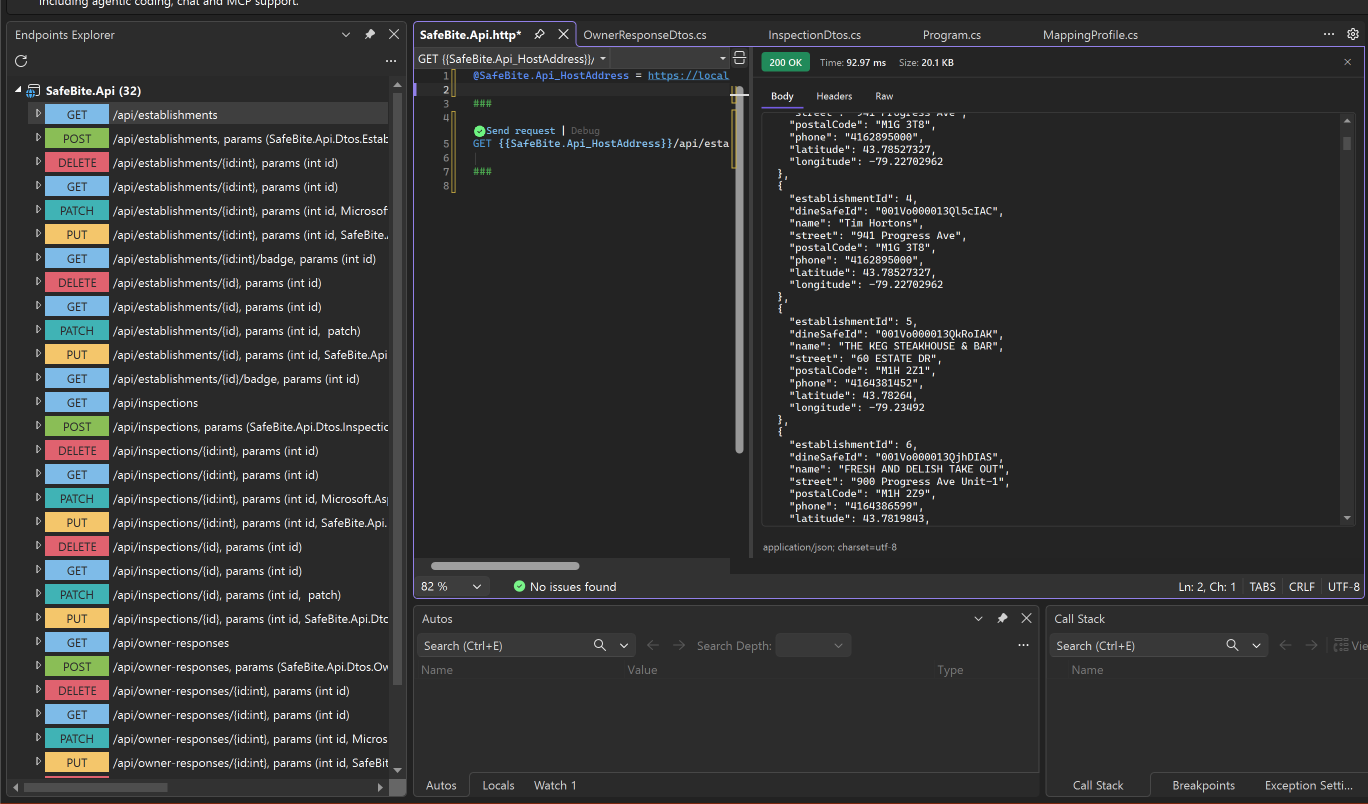 including agentic coding, chat and MCP support.
Endpoints Explorer
SafeBite.Api (32)
GET /api/establishments
POST /api/establishments, params (SafeBite.Api.Dtos.Estab
DELETE /api/establishments/{id:int}, params (int id)
GET /api/establishments/{id:int}, params (int id)
PATCH /api/establishments/{id:int}, params (int id, Microsoft
PUT /api/establishments/{id:int}, params (int id, SafeBite.
GET /api/establishments/{id:int}/badge, params (int id)
DELETE /api/establishments/{id}, params (int id)
GET /api/establishments/{id}, params (int id)
PATCH /api/establishments/{id}, params (int id,  patch)
PUT /api/establishments/{id}, params (int id, SafeBite.Api
GET /api/establishments/{id}/badge, params (int id)
GET /api/inspections
POST /api/inspections, params (SafeBite.Api.Dtos.Inspectio
DELETE /api/inspections/{id:int}, params (int id)
GET /api/inspections/{id:int}, params (int id)
PATCH /api/inspections/{id:int}, params (int id, Microsoft.As
PUT /api/inspections/{id:int}, params (int id, SafeBite.Api.
DELETE /api/inspections/{id}, params (int id)
GET /api/inspections/{id}, params (int id)
PATCH /api/inspections/{id}, params (int id,  patch)
PUT /api/inspections/{id}, params (int id, SafeBite.Api.Dto
GET /api/owner-responses
POST /api/owner-responses, params (SafeBite.Api.Dtos.Ow
DELETE /api/owner-responses/{id:int}, params (int id)
GET /api/owner-responses/{id:int}, params (int id)
PATCH /api/owner-responses/{id:int}, params (int id, Micros
PUT /api/owner-responses/{id:int}, params (int id, SafeBit
SafeBite.Api.http* OwnerResponseDtos.cs InspectionDtos.cs Program.cs MappingProfile.cs
GET {{SafeBite.Api_HostAddress}}/
1 @SafeBite.Api_HostAddress = https://local
2
3 ###
4
Send request | Debug
5 GET {{SafeBite.Api_HostAddress}}/api/esta
6
7 ###
8
200 OK Time: 92.97 ms Size: 20.1 KB
Body Headers Raw
"street": "941 Progress Ave",
"postalCode": "M1G 3T8",
"phone": "4162895000",
"latitude": 43.78527327,
"longitude": -79.22702962
},
{
"establishmentId": 4,
"dineSafeId": "001Vo000013Ql5cIAC",
"name": "Tim Hortons",
"street": "941 Progress Ave",
"postalCode": "M1G 3T8",
"phone": "4162895000",
"latitude": 43.78527327,
"longitude": -79.22702962
},
{
"establishmentId": 5,
"dineSafeId": "001Vo000013QkRoIAK",
"name": "THE KEG STEAKHOUSE & BAR",
"street": "60 ESTATE DR",
"postalCode": "M1H 2Z1",
"phone": "4164381452",
"latitude": 43.78264,
"longitude": -79.23492
},
{
"establishmentId": 6,
"dineSafeId": "001Vo000013QjhDIAS",
"name": "FRESH AND DELISH TAKE OUT",
"street": "900 Progress Ave Unit-1",
"postalCode": "M1H 2Z9",
"phone": "4164386599",
"latitude": 43.7819843,
application/json; charset=utf-8
82 % No issues found Ln: 2, Ch: 1 TABS CRLF UTF-8
Autos
Search (Ctrl+E) Search Depth:
Name Value Type
Autos Locals Watch 1
Call Stack
Search (Ctrl+E) Vie
Name
Call Stack Breakpoints Exception Setti...